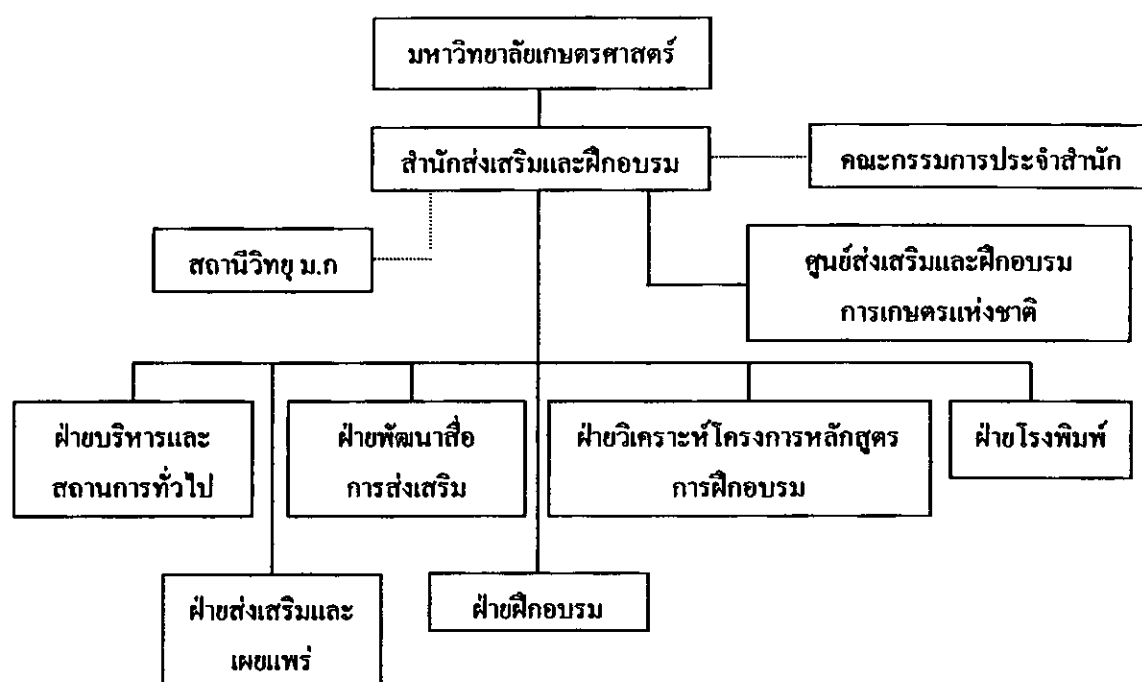 มหาวิทยาลัยเกษตรศาสตร์
สำนักส่งเสริมและฝึกอบรม
คณะกรรมการประจำสำนัก
สถานีวิทยุ ม.ก
ศูนย์ส่งเสริมและฝึกอบรม
การเกษตรแห่งชาติ
ฝ่ายบริหารและ
สถานการทั่วไป
ฝ่ายพัฒนาสื่อ
การส่งเสริม
ฝ่ายวิเคราะห์โครงการหลักสูตร
การฝึกอบรม
ฝ่ายโรงพิมพ์
ฝ่ายส่งเสริมและ
เผยแพร่
ฝ่ายฝึกอบรม